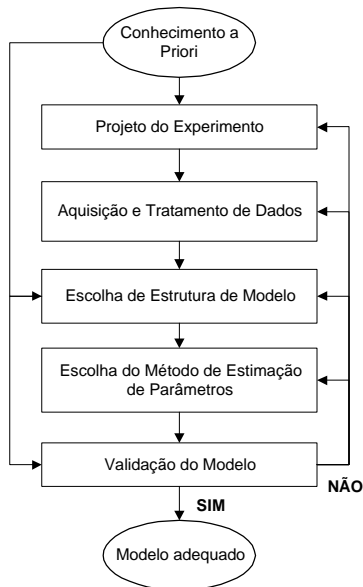 Conhecimento a
Priori
Projeto do Experimento
Aquisição e Tratamento de Dados
Escolha de Estrutura de Modelo
Escolha do Método de Estimação
de Parâmetros
Validação do Modelo
NÃO
SIM
Modelo adequado